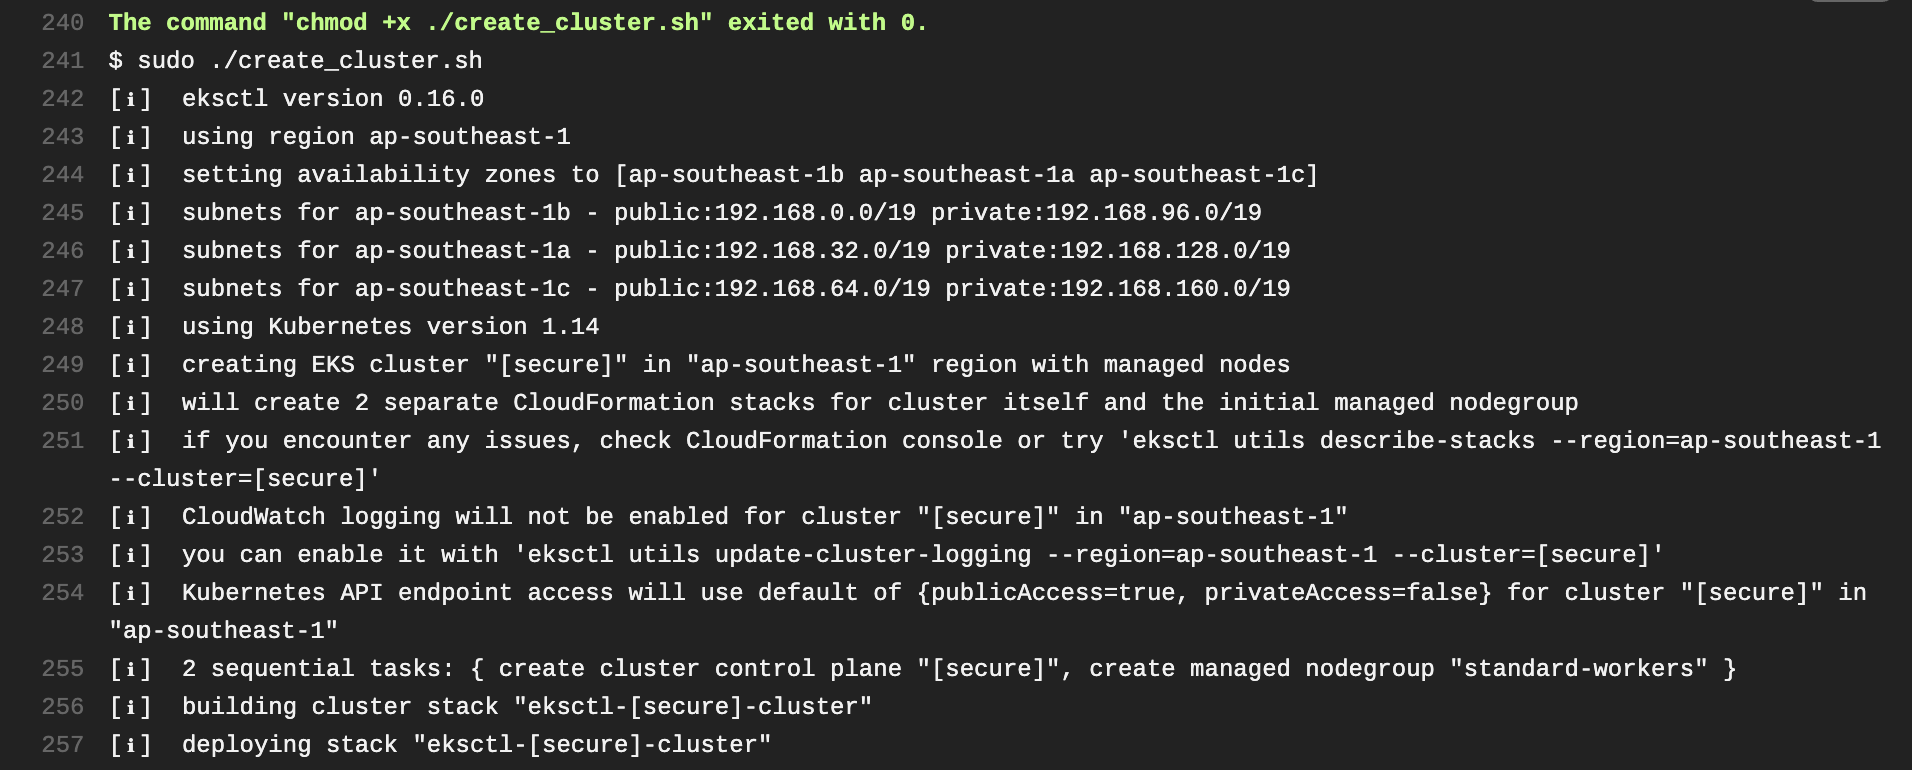 240 The command "chmod +x ./create_cluster.sh" exited with 0.
241 $ sudo ./create_cluster.sh
242 [ℹ]  eksctl version 0.16.0
243 [ℹ]  using region ap-southeast-1
244 [ℹ]  setting availability zones to [ap-southeast-1b ap-southeast-1a ap-southeast-1c]
245 [ℹ]  subnets for ap-southeast-1b - public:192.168.0.0/19 private:192.168.96.0/19
246 [ℹ]  subnets for ap-southeast-1a - public:192.168.32.0/19 private:192.168.128.0/19
247 [ℹ]  subnets for ap-southeast-1c - public:192.168.64.0/19 private:192.168.160.0/19
248 [ℹ]  using Kubernetes version 1.14
249 [ℹ]  creating EKS cluster "[secure]" in "ap-southeast-1" region with managed nodes
250 [ℹ]  will create 2 separate CloudFormation stacks for cluster itself and the initial managed nodegroup
251 [ℹ]  if you encounter any issues, check CloudFormation console or try 'eksctl utils describe-stacks --region=ap-southeast-1
--cluster=[secure]'
252 [ℹ]  CloudWatch logging will not be enabled for cluster "[secure]" in "ap-southeast-1"
253 [ℹ]  you can enable it with 'eksctl utils update-cluster-logging --region=ap-southeast-1 --cluster=[secure]'
254 [ℹ]  Kubernetes API endpoint access will use default of {publicAccess=true, privateAccess=false} for cluster "[secure]" in
"ap-southeast-1"
255 [ℹ]  2 sequential tasks: { create cluster control plane "[secure]", create managed nodegroup "standard-workers" }
256 [ℹ]  building cluster stack "eksctl-[secure]-cluster"
257 [ℹ]  deploying stack "eksctl-[secure]-cluster"